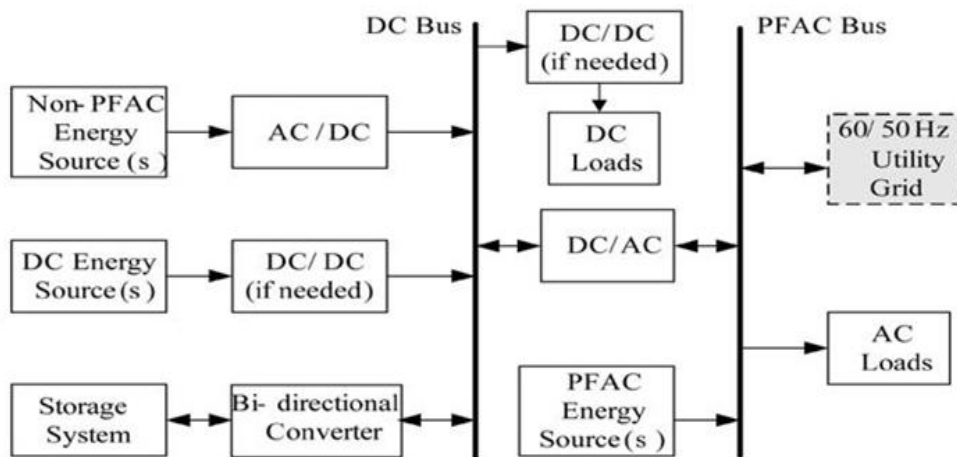 DC Bus
DC/DC
(if needed)
PFAC Bus
Non-PFAC
Energy
Source(s)
AC/DC
DC
Loads
60/50Hz
Utility
Grid
DC Energy
Source(s)
DC/DC
(if needed)
DC/AC
Storage
System
Bi-directional
Converter
PFAC
Energy
Source(s)
AC
Loads